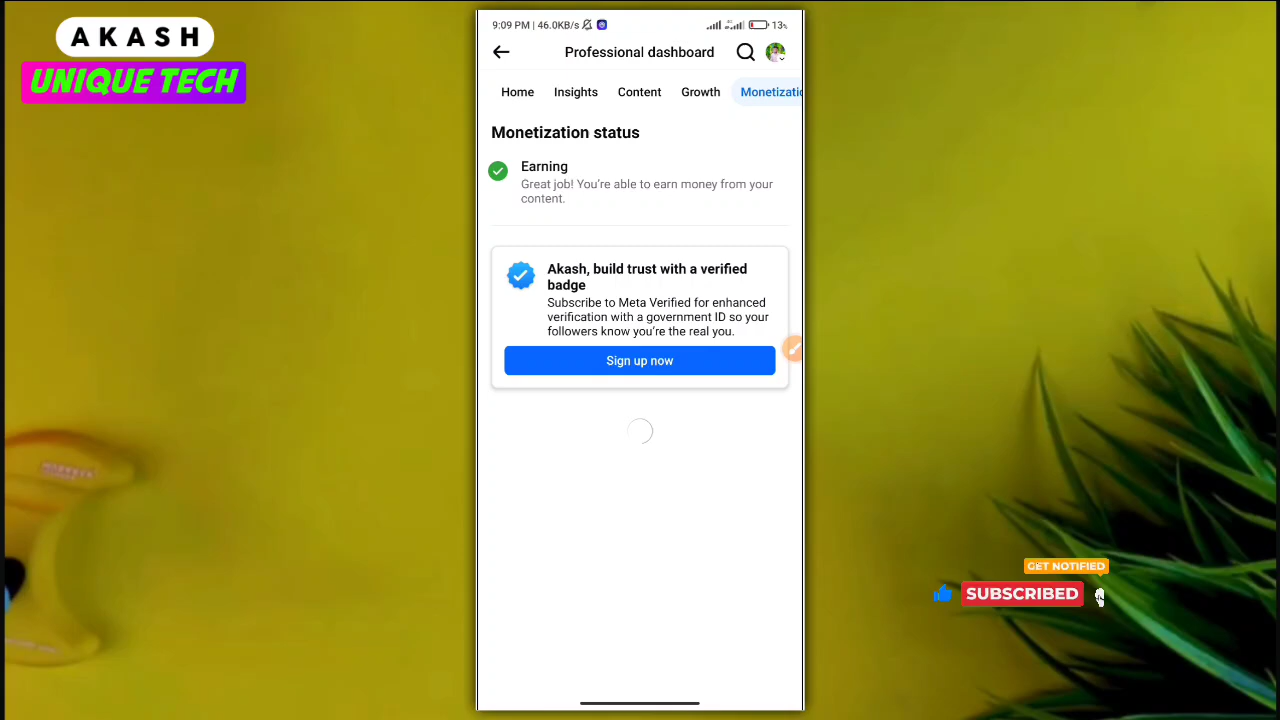 AKASH
UNIQUE TECH
9:09 PM | 46.0KB/s
13%
Professional dashboard
Home Insights Content Growth Monetizatio
Monetization status
Earning
Great job! You're able to earn money from your
content.
Akash, build trust with a verified
badge
Subscribe to Meta Verified for enhanced
verification with a government ID so your
followers know you're the real you.
Sign up now
GET NOTIFIED
SUBSCRIBED